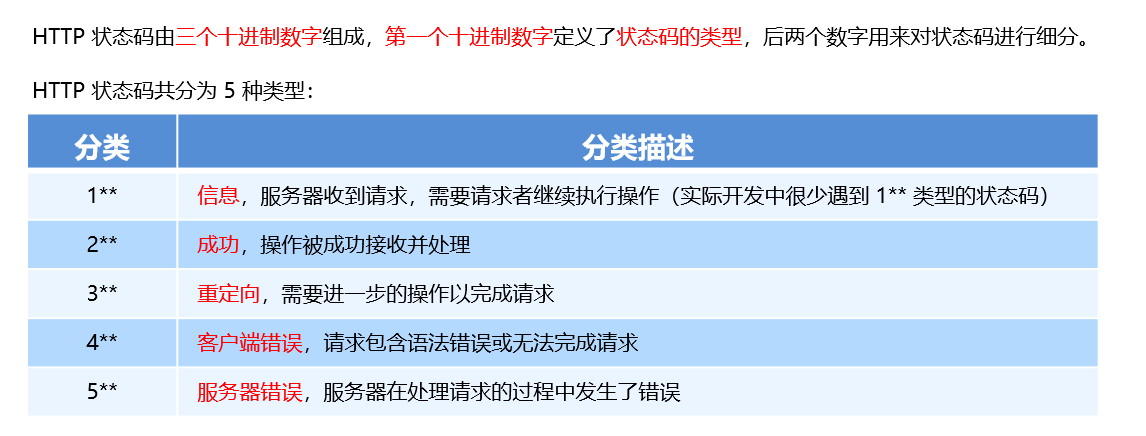 HTTP 状态码由三个十进制数字组成，第一个十进制数字定义了状态码的类型，后两个数字用来对状态码进行细分。
HTTP 状态码共分为 5 种类型：
分类 分类描述
1** 信息，服务器收到请求，需要请求者继续执行操作（实际开发中很少遇到 1** 类型的状态码）
2** 成功，操作被成功接收并处理
3** 重定向，需要进一步的操作以完成请求
4** 客户端错误，请求包含语法错误或无法完成请求
5** 服务器错误，服务器在处理请求的过程中发生了错误